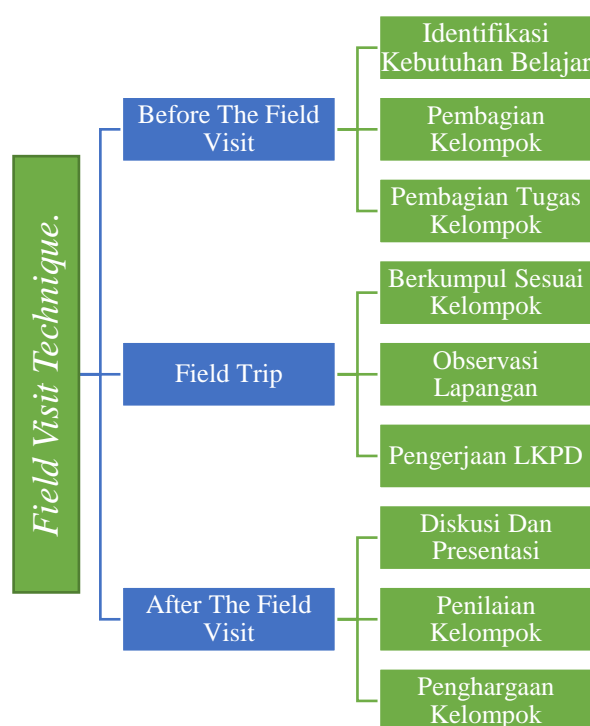 Field Visit Technique.
Before The Field
Visit
Identifikasi
Kebutuhan Belajar
Pembagian
Kelompok
Pembagian Tugas
Kelompok
Field Trip
Berkumpul Sesuai
Kelompok
Observasi
Lapangan
Pengerjaan LKPD
After The Field
Visit
Diskusi Dan
Presentasi
Penilaian
Kelompok
Penghargaan
Kelompok